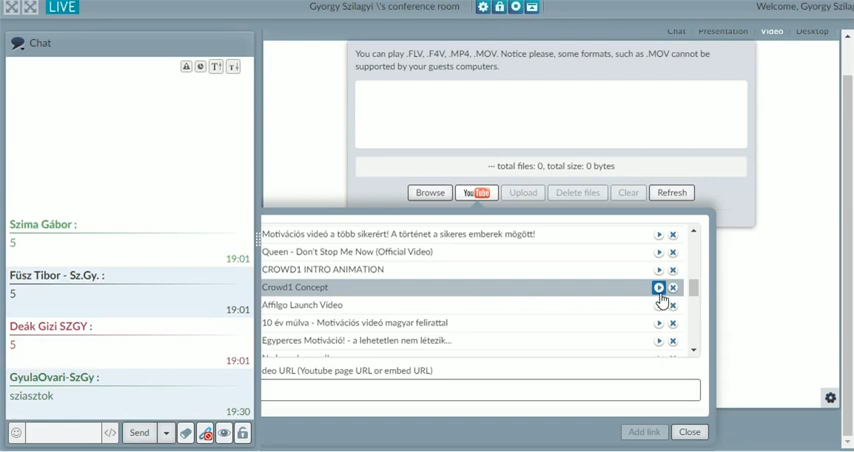 LIVE
Gyorgy Szilagyi \'s conference room
Welcome, Gyorgy Szilag
Chat
Chat Presentation Video Desktop
You can play .FLV, .F4V, .MP4, .MOV. Notice please, some formats, such as .MOV cannot be
supported by your guests computers.
--- total files: 0, total size: 0 bytes
Browse YouTube Upload Delete files Clear Refresh
Szima Gábor :
5
19:01
Füsz Tibor - Sz.Gy. :
5
19:01
Deák Gizi SZGY :
5
19:01
GyulaOvari-SzGy :
sziasztok
19:30
Send
Motivációs videó a több sikerért! A történet a sikeres emberek mögött!
Queen - Don't Stop Me Now (Official Video)
CROWD1 INTRO ANIMATION
Crowd1 Concept
Affilgo Launch Video
10 év múlva - Motivációs videó magyar felirattal
Egyperces Motiváció! - a lehetetlen nem létezik...
deo URL (Youtube page URL or embed URL)
Add link Close